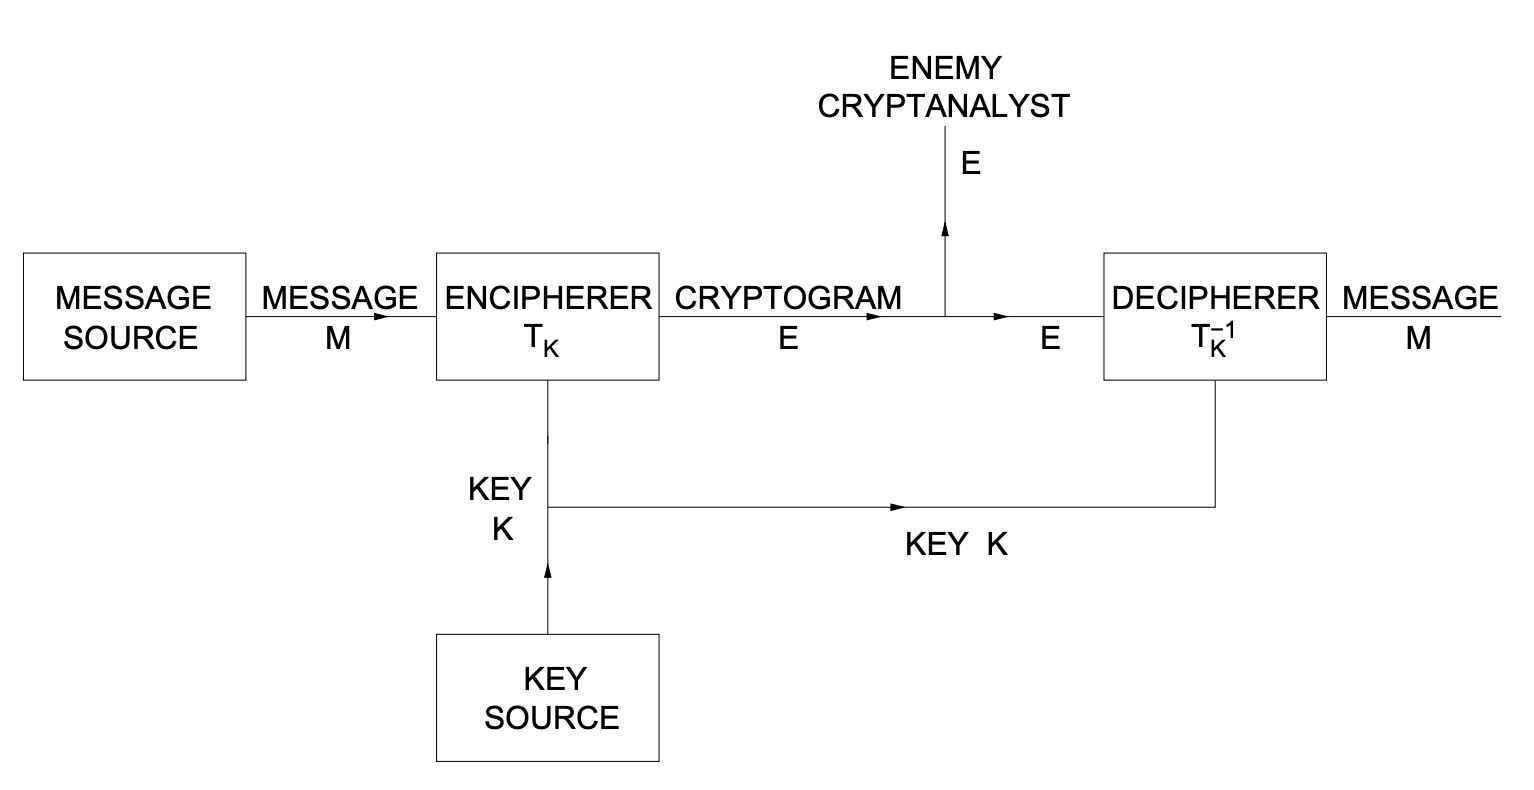 ENEMY
CRYPTANALYST
E
MESSAGE
SOURCE
MESSAGE
M
ENCIPHERER
T_K
CRYPTOGRAM
E
E
DECIPHERER
T_K^-1
MESSAGE
M
KEY
K
KEY K
KEY
SOURCE